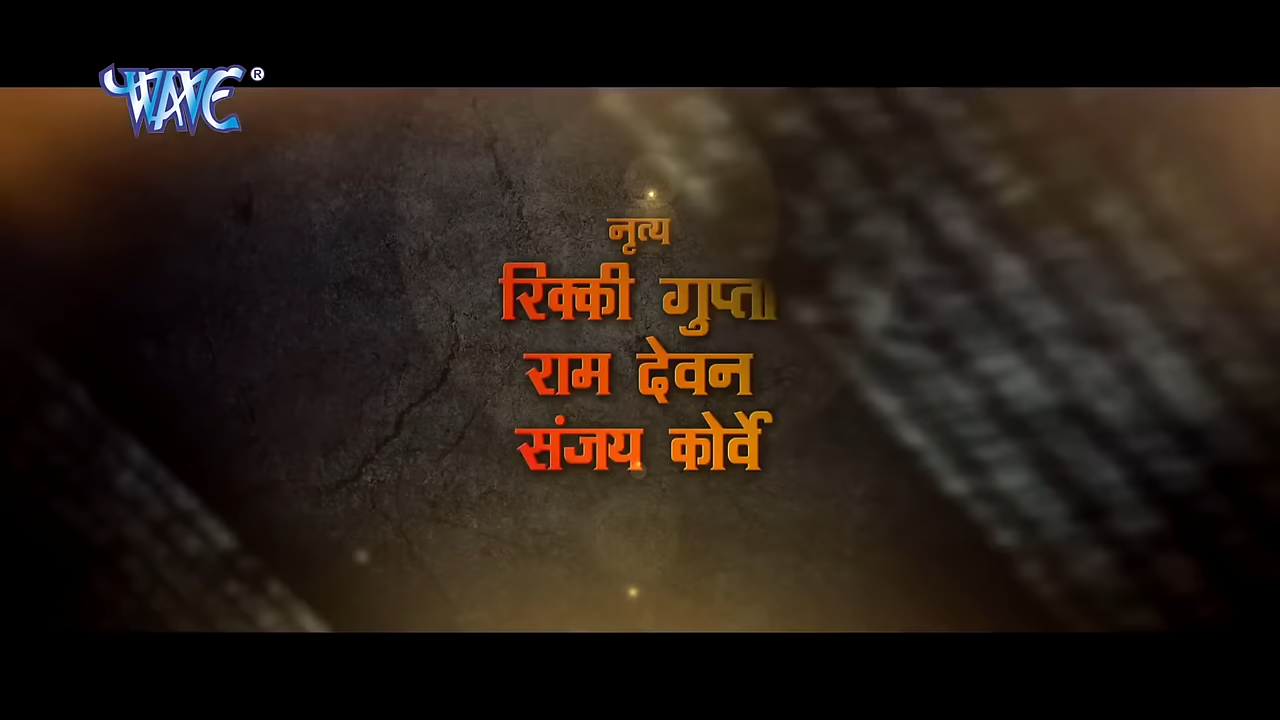 WAVE ®
नृत्य
रिक्की गुप्ता
राम देवन
संजय कोर्वे